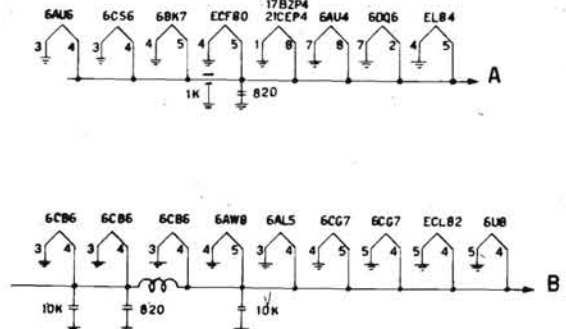 17B2P4
6AU6 6CS6 6BK7 ECF80 21CEP4 6AU4 6DQ6 EL84
3 4 3 4 4 5 4 5 1 8 7 8 7 2 4 5
A
1K 820
6CB6 6CB6 6CB6 6AW8 6AL5 6CG7 6CG7 ECL82 6U8
3 4 3 4 3 4 4 5 3 4 4 5 5 4 5 4 5 4
B
10K 820 10K